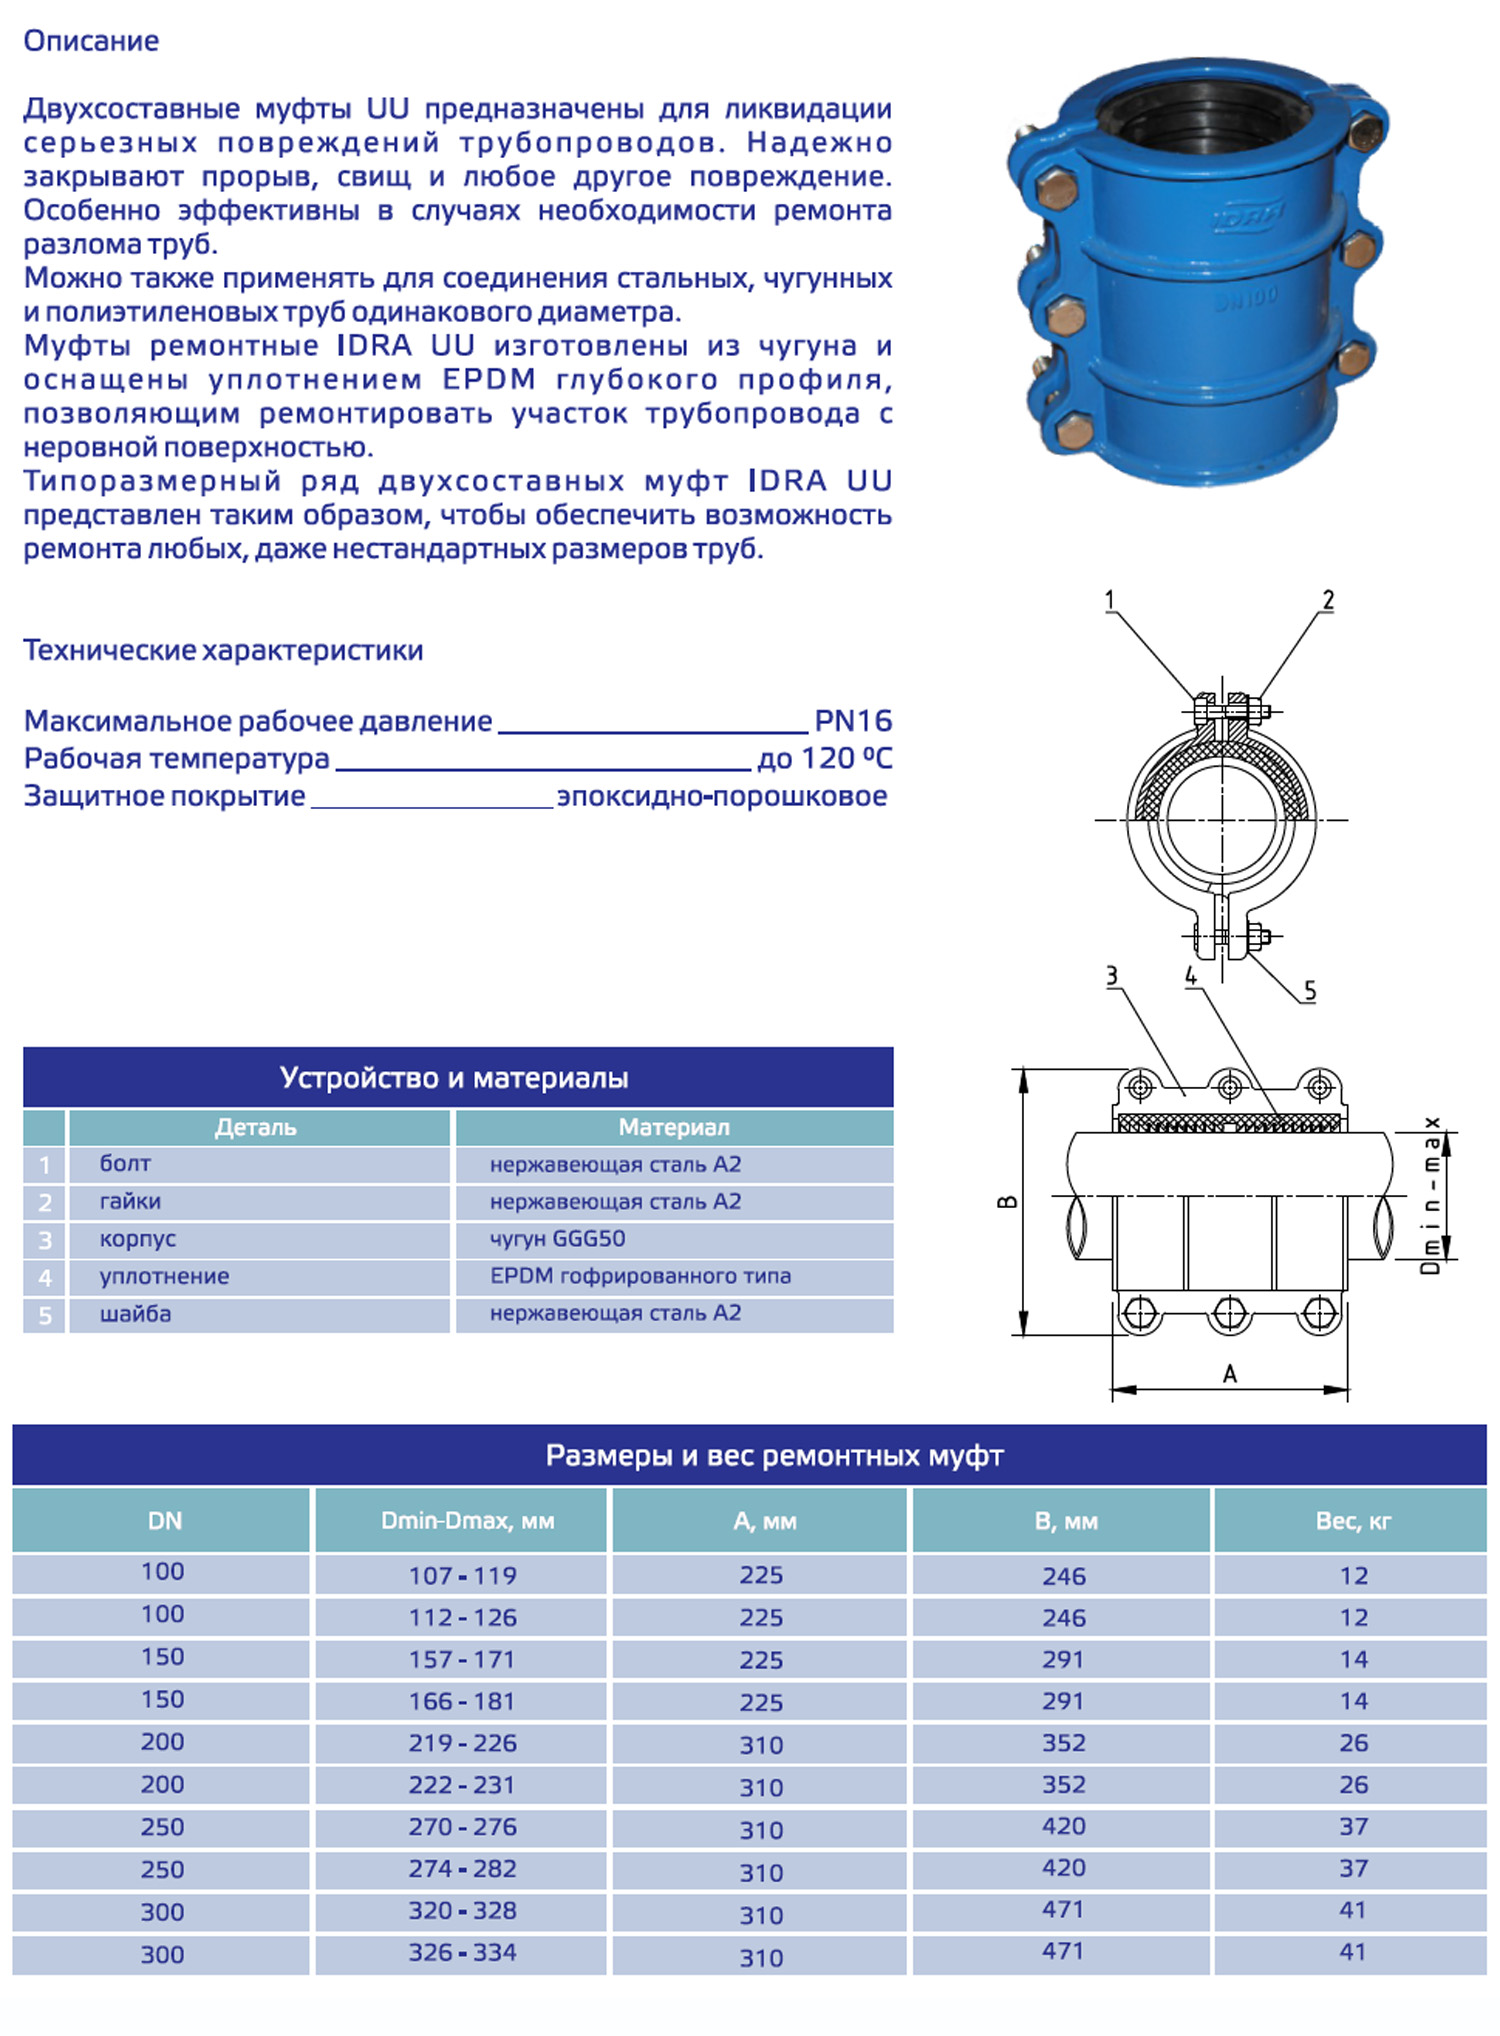 Описание
Двухсоставные муфты UU предназначены для ликвидации
серьезных повреждений трубопроводов. Надежно
закрывают прорыв, свищ и любое другое повреждение.
Особенно эффективны в случаях необходимости ремонта
разлома труб.
Можно также применять для соединения стальных, чугунных
и полиэтиленовых труб одинакового диаметра.
Муфты ремонтные IDRA UU изготовлены из чугуна и
оснащены уплотнением EPDM глубокого профиля,
позволяющим ремонтировать участок трубопровода с
неровной поверхностью.
Типоразмерный ряд двухсоставных муфт IDRA UU
представлен таким образом, чтобы обеспечить возможность
ремонта любых, даже нестандартных размеров труб.
IDRA
DN100
Технические характеристики
Максимальное рабочее давление PN16
Рабочая температура до 120 ⁰C
Защитное покрытие эпоксидно-порошковое
1 2
3 4 5
B
Dmin-max
A
Устройство и материалы
Деталь Материал
1 болт нержавеющая сталь А2
2 гайки нержавеющая сталь А2
3 корпус чугун GGG50
4 уплотнение EPDM гофрированного типа
5 шайба нержавеющая сталь А2
Размеры и вес ремонтных муфт
DN Dmin-Dmax, мм А, мм В, мм Вес, кг
100 107 - 119 225 246 12
100 112 - 126 225 246 12
150 157 - 171 225 291 14
150 166 - 181 225 291 14
200 219 - 226 310 352 26
200 222 - 231 310 352 26
250 270 - 276 310 420 37
250 274 - 282 310 420 37
300 320 - 328 310 471 41
300 326 - 334 310 471 41